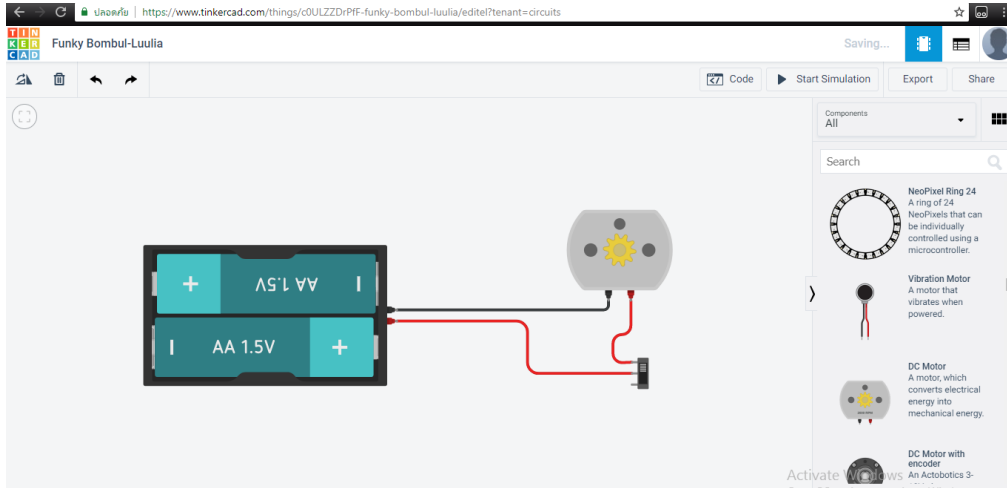 ปลอดภัย | https://www.tinkercad.com/things/c0ULZZDrPfF-funky-bombul-luulia/editel?tenant=circuits
TIN
KER
CAD
Funky Bombul-Luulia
Saving...
Code
Start Simulation
Export
Share
Components
All
Search
NeoPixel Ring 24
A ring of 24
NeoPixels that can
be individually
controlled using a
microcontroller.
Vibration Motor
A motor that
vibrates when
powered.
DC Motor
A motor, which
converts electrical
energy into
mechanical energy.
DC Motor with
encoder
An Actobotics 3-
+ AA 1.5V -
- AA 1.5V +
Activate Windows